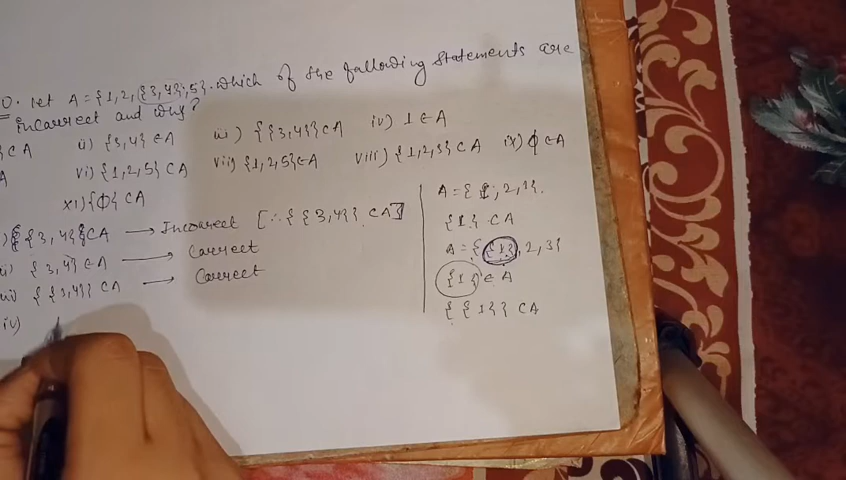 0. Let A = {1, 2, {3, 4}, 5}. which of the following statements are
incorrect and why?
} ⊂ A ii) {3, 4} ∈ A iii) {{3, 4}} ⊂ A iv) 1 ∈ A
A vi) {1, 2, 5} ⊂ A vii) {1, 2, 5} ∈ A viii) {1, 2, 3} ⊂ A ix) ϕ ∈ A
xi) {ϕ} ⊂ A
) {3, 4} ⊂ A → Incorrect [∴ {{3, 4}} ⊂ A]
ii) {3, 4} ∈ A → Correct
iii) {{3, 4}} ⊂ A → Correct
iv)
A = {1, 2, 3}.
{1} ⊂ A
A = {{1}, 2, 3}
{1} ∈ A
{{1}} ⊂ A